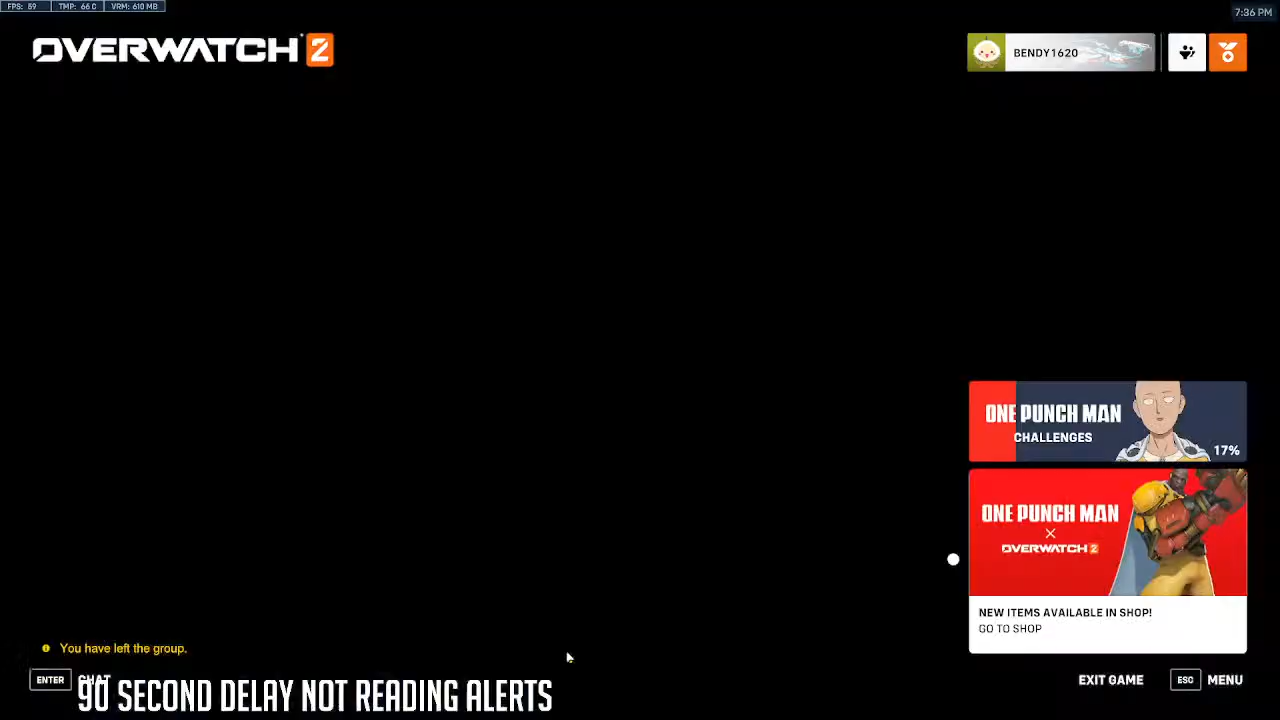 FPS: 59 TMP: 66 C VRM: 610 MB
7:36 PM
OVERWATCH 2
BENDY1620
ONE PUNCH MAN
CHALLENGES
17%
ONE PUNCH MAN
×
OVERWATCH 2
NEW ITEMS AVAILABLE IN SHOP!
GO TO SHOP
You have left the group.
ENTER CHAT
90 SECOND DELAY NOT READING ALERTS
EXIT GAME
ESC MENU